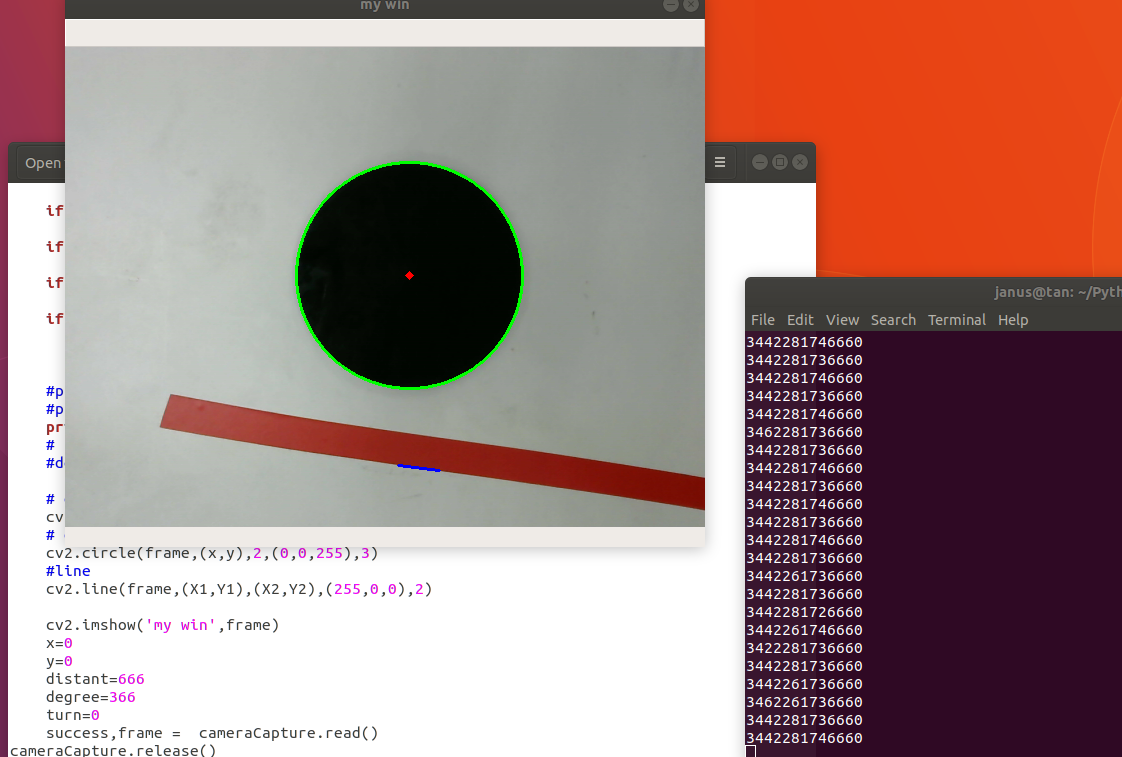 my win
Open
if
if
if
if
#p
#p
pr
#
#d
#
cv
#
cv2.circle(frame,(x,y),2,(0,0,255),3)
#line
cv2.line(frame,(X1,Y1),(X2,Y2),(255,0,0),2)
cv2.imshow('my win',frame)
x=0
y=0
distant=666
degree=366
turn=0
success,frame =  cameraCapture.read()
cameraCapture.release()
janus@tan: ~/Pyth
File Edit View Search Terminal Help
3442281746660
3442281736660
3442281746660
3442281736660
3442281746660
3462281736660
3442281736660
3442281746660
3442281736660
3442281746660
3442281736660
3442281746660
3442281736660
3442261736660
3442281736660
3442281726660
3442261746660
3422281736660
3442281736660
3442261736660
3462261736660
3442281736660
3442281746660